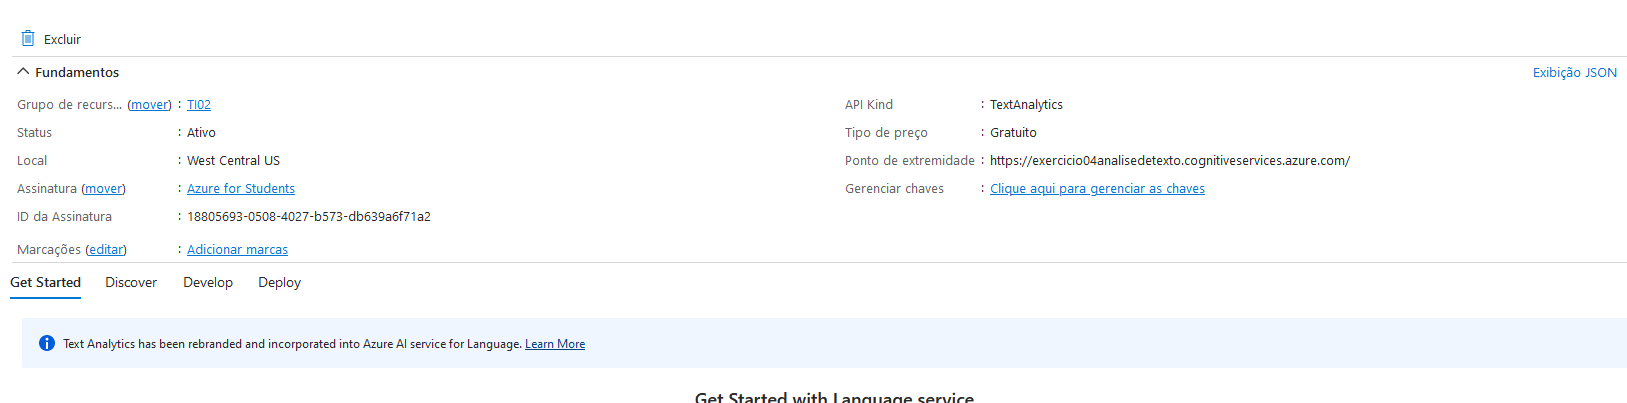 Excluir
Fundamentos
Exibição JSON
Grupo de recurs... (mover) : TI02
API Kind : TextAnalytics
Status : Ativo
Tipo de preço : Gratuito
Local : West Central US
Ponto de extremidade : https://exercicio04analisedetexto.cognitiveservices.azure.com/
Assinatura (mover) : Azure for Students
Gerenciar chaves : Clique aqui para gerenciar as chaves
ID da Assinatura : 18805693-0508-4027-b573-db639a6f71a2
Marcações (editar) : Adicionar marcas
Get Started Discover Develop Deploy
Text Analytics has been rebranded and incorporated into Azure AI service for Language. Learn More
Get Started with Language service